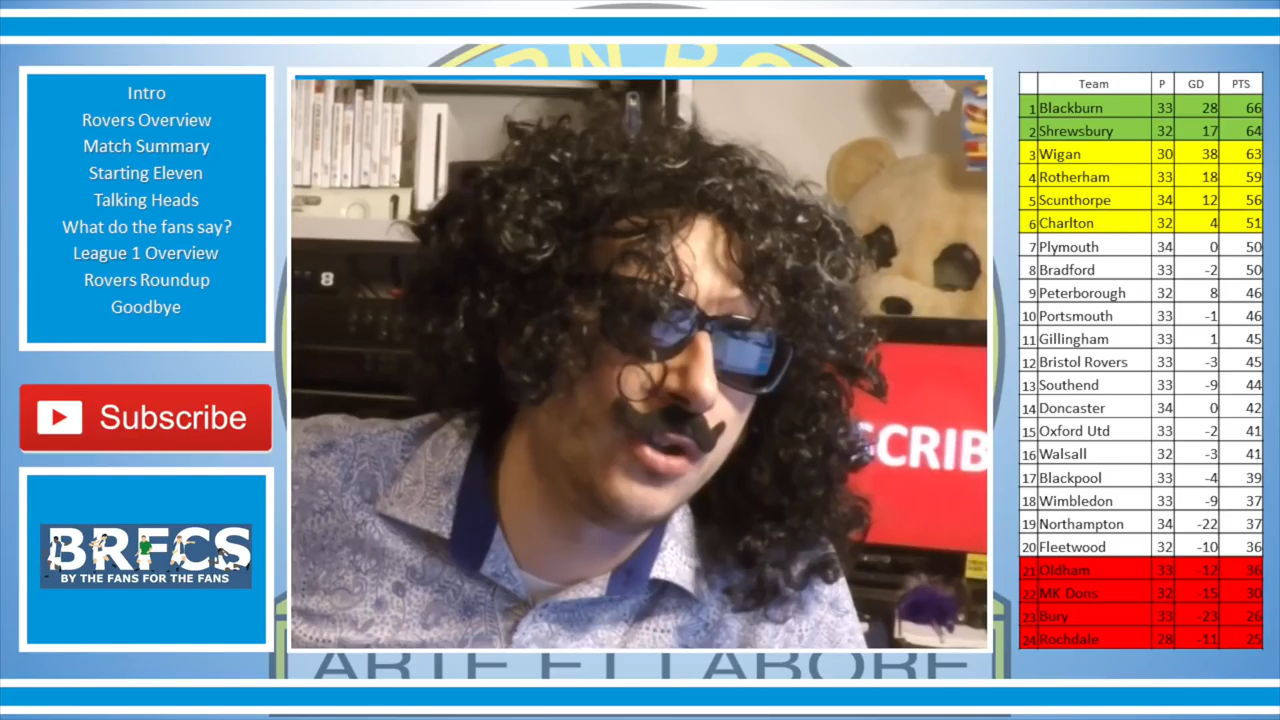 Intro
Rovers Overview
Match Summary
Starting Eleven
Talking Heads
What do the fans say?
League 1 Overview
Rovers Roundup
Goodbye
Subscribe
BRFCS
BY THE FANS FOR THE FANS
RN RO
8
SCRIB
ARTE ET LABORE
Team P GD PTS
1 Blackburn 33 28 66
2 Shrewsbury 32 17 64
3 Wigan 30 38 63
4 Rotherham 33 18 59
5 Scunthorpe 34 12 56
6 Charlton 32 4 51
7 Plymouth 34 0 50
8 Bradford 33 -2 50
9 Peterborough 32 8 46
10 Portsmouth 33 -1 46
11 Gillingham 33 1 45
12 Bristol Rovers 33 -3 45
13 Southend 33 -9 44
14 Doncaster 34 0 42
15 Oxford Utd 33 -2 41
16 Walsall 32 -3 41
17 Blackpool 33 -4 39
18 Wimbledon 33 -9 37
19 Northampton 34 -22 37
20 Fleetwood 32 -10 36
21 Oldham 33 -12 36
22 MK Dons 32 -15 30
23 Bury 33 -23 26
24 Rochdale 28 -11 25